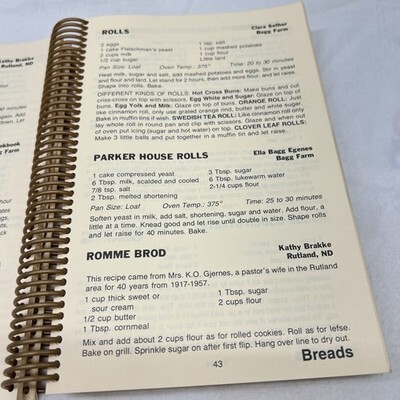 Kathy Brakke
Rutland, ND
ROLLS
Clara Sether
Bagg Farm
2 eggs
1 cake Fleischman's yeast
2 cups milk
1/2 cup sugar
1 tsp. salt
1 cup mashed potatoes
1 cup flour
Little lard
Pan Size: Loaf
Oven Temp.: 375°
Time: 20 to 30 minutes
Heat milk, sugar and salt, add mashed potatoes and eggs. Mix in yeast
and flour and lard. Let stand for 2 hours, then add more flour, and let raise.
Shape into rolls. Bake.
DIFFERENT KINDS OF ROLLS: Hot Cross Buns: Make buns and cut
criss-cross on top with scissors. Egg White and Sugar: Glaze on top of
buns. Egg Yolk and Milk: Glaze on top of buns. ORANGE ROLL: Just
like cinnamon roll, only use grated orange rind, butter and white sugar.
Bake in muffin tins if wish. SWEDISH TEA ROLL: Like cinnamon roll, only
lay whole roll in round pan and clip with scissors. Glaze and when out
of oven put icing (sugar and hot water) on top. CLOVER LEAF ROLLS:
Make 3 little balls and put together in a muffin tin and let raise.
PARKER HOUSE ROLLS
Ella Bagg Egenes
Bagg Farm
1 cake compressed yeast
6 Tbsp. milk, scalded and cooled
7/8 tsp. salt
2 Tbsp. melted shortening
3 Tbsp. sugar
6 Tbsp. lukewarm water
2-1/4 cups flour
Pan Size: Loaf
Oven Temp.: 375°
Time: 25 to 30 minutes
Soften yeast in milk, add salt, shortening, sugar and water. Add flour, a
little at a time. Knead good and let rise until double in size. Shape rolls
and let raise for 40 minutes. Bake.
ROMME BROD
Kathy Brakke
Rutland, ND
This recipe came from Mrs. K.O. Gjernes, a pastor's wife in the Rutland
area for 40 years from 1917-1957.
1 cup thick sweet or
sour cream
1/2 cup butter
1 Tbsp. cornmeal
1 Tbsp. sugar
2 cups flour
Mix and add about 2 cups flour as for rolled cookies. Roll as for lefse.
Bake on grill. Sprinkle sugar on after first flip. Hang over line to dry out.
43
Breads